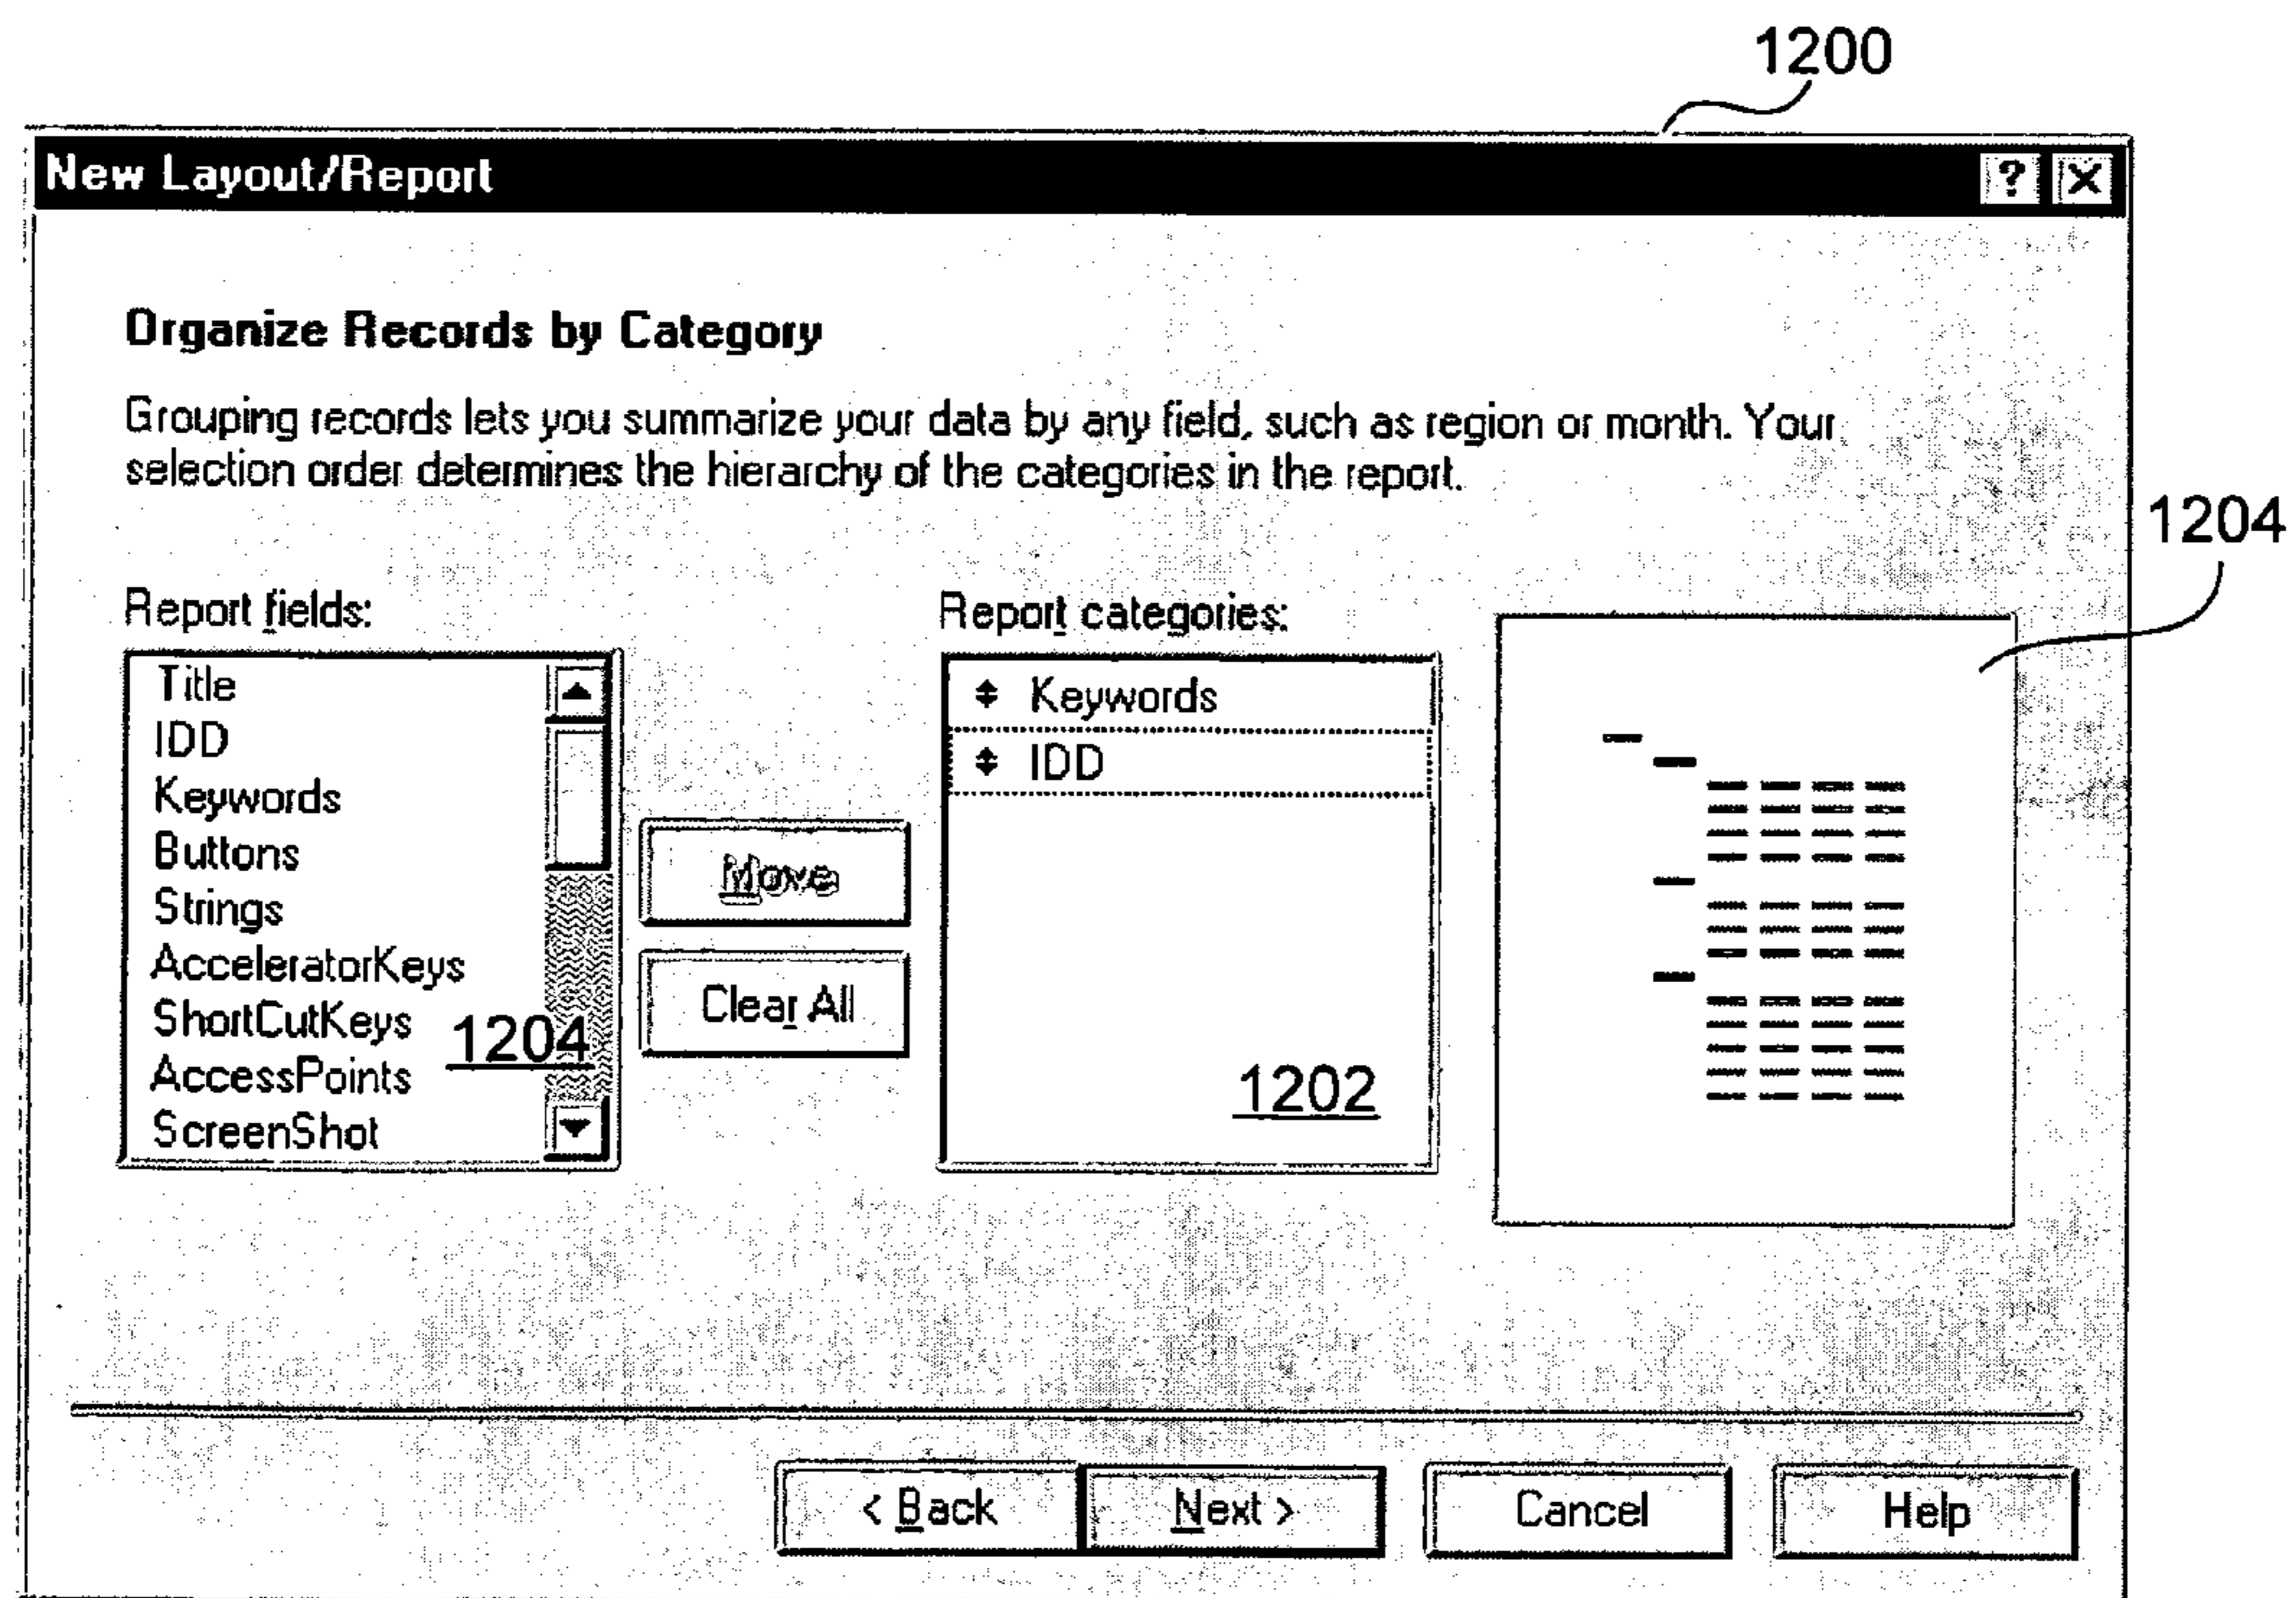 1200
New Layout/Report
? X
Organize Records by Category
Grouping records lets you summarize your data by any field, such as region or month. Your
selection order determines the hierarchy of the categories in the report.
1204
Report fields:
Title
IDD
Keywords
Buttons
Strings
AcceleratorKeys
ShortCutKeys
AccessPoints
ScreenShot
1204
Move
Clear All
Report categories:
Keywords
IDD
1202
< Back
Next >
Cancel
Help